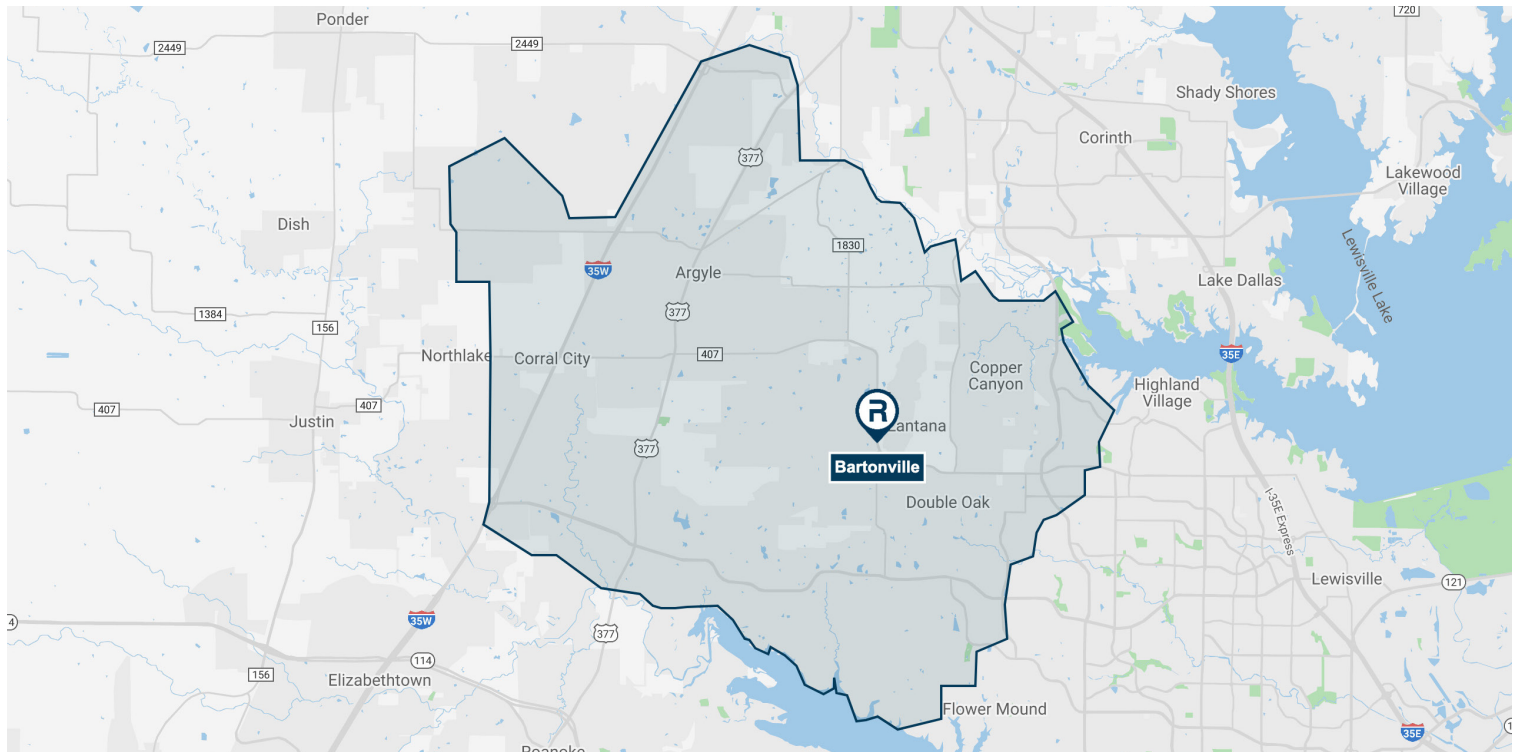 Ponder
720
2449
2449
Shady Shores
Corinth
377
Lakewood
Village
Dish
1830
Lewisville Lake
35W
Argyle
Lake Dallas
1384
377
156
Northlake
Corral City
407
35E
Copper
Canyon
Highland
Village
407
407
Justin
R
Lantana
377
Bartonville
Double Oak
I-35E Express
Lewisville
121
35W
4
377
114
156
Elizabethtown
Flower Mound
35E
Roanoke